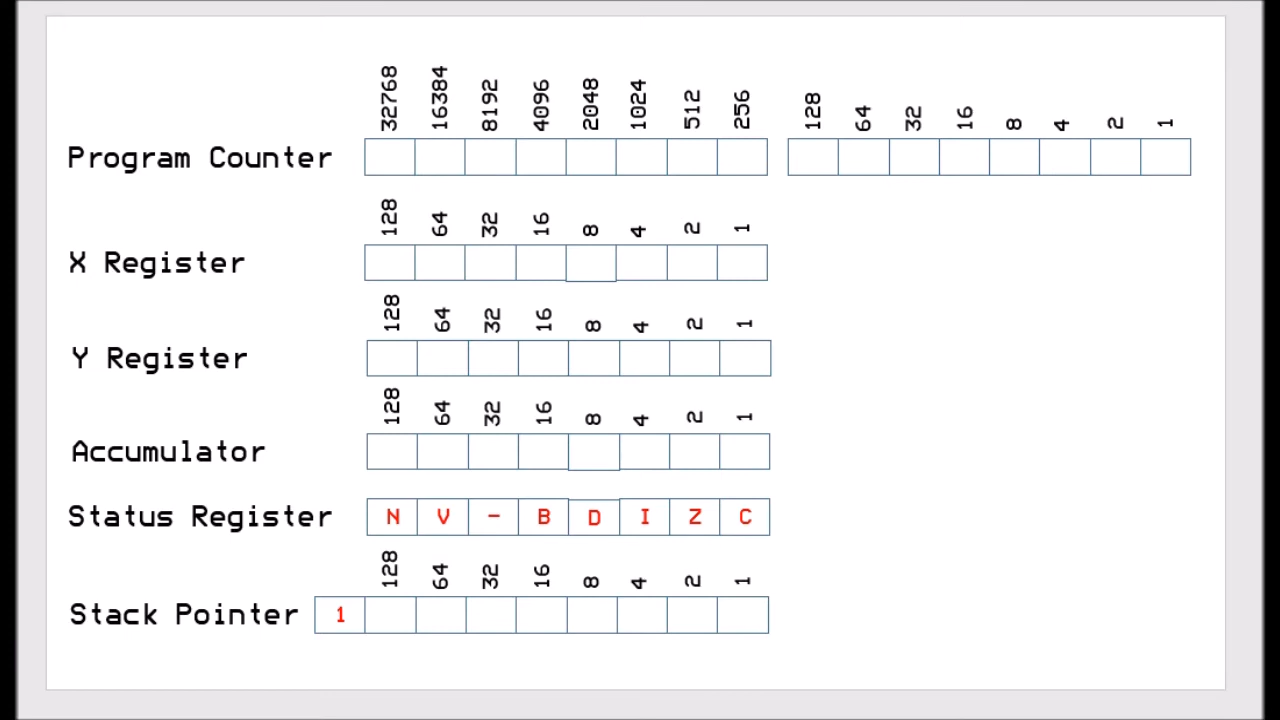 32768 16384 8192 4096 2048 1024 512 256 128 64 32 16 8 4 2 1
Program Counter
128 64 32 16 8 4 2 1
X Register
128 64 32 16 8 4 2 1
Y Register
128 64 32 16 8 4 2 1
Accumulator
Status Register N V - B D I Z C
128 64 32 16 8 4 2 1
Stack Pointer 1